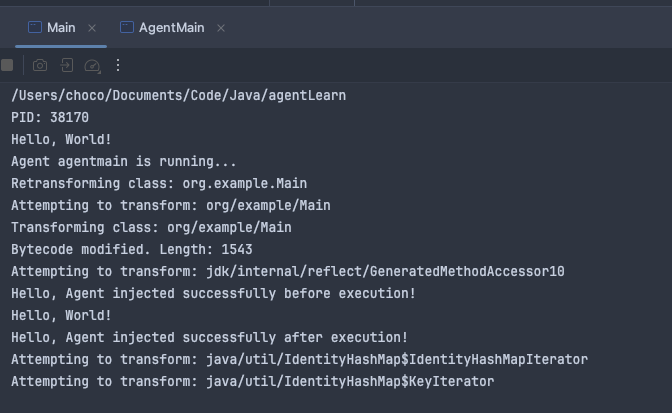 Main
AgentMain
/Users/choco/Documents/Code/Java/agentLearn
PID: 38170
Hello, World!
Agent agentmain is running...
Retransforming class: org.example.Main
Attempting to transform: org/example/Main
Transforming class: org/example/Main
Bytecode modified. Length: 1543
Attempting to transform: jdk/internal/reflect/GeneratedMethodAccessor10
Hello, Agent injected successfully before execution!
Hello, World!
Hello, Agent injected successfully after execution!
Attempting to transform: java/util/IdentityHashMap$IdentityHashMapIterator
Attempting to transform: java/util/IdentityHashMap$KeyIterator